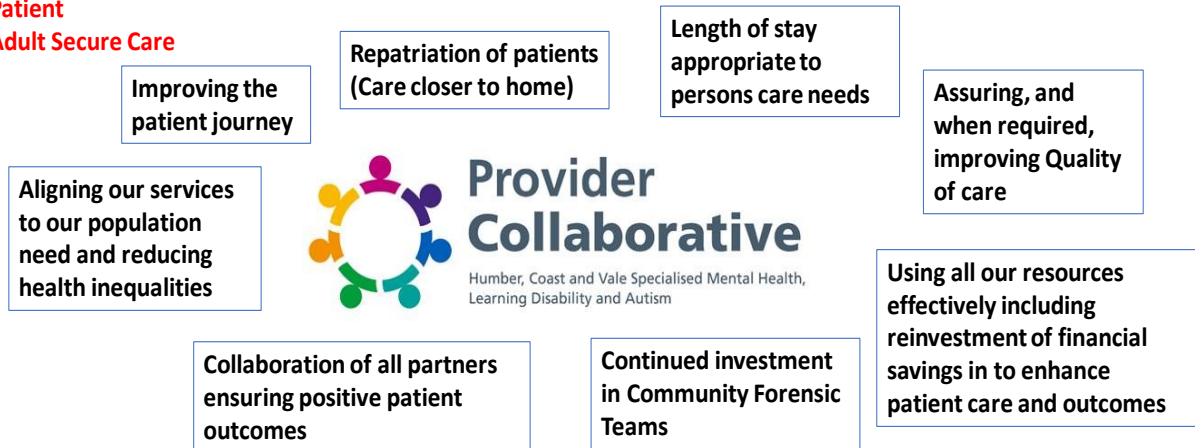 Patient
Adult Secure Care
Improving the
patient journey
Repatriation of patients
(Care closer to home)
Length of stay
appropriate to
persons care needs
Assuring, and
when required,
improving Quality
of care
Aligning our services
to our population
need and reducing
health inequalities
Provider
Collaborative
Humber, Coast and Vale Specialised Mental Health,
Learning Disability and Autism
Using all our resources
effectively including
reinvestment of financial
savings in to enhance
patient care and outcomes
Collaboration of all partners
ensuring positive patient
outcomes
Continued investment
in Community Forensic
Teams